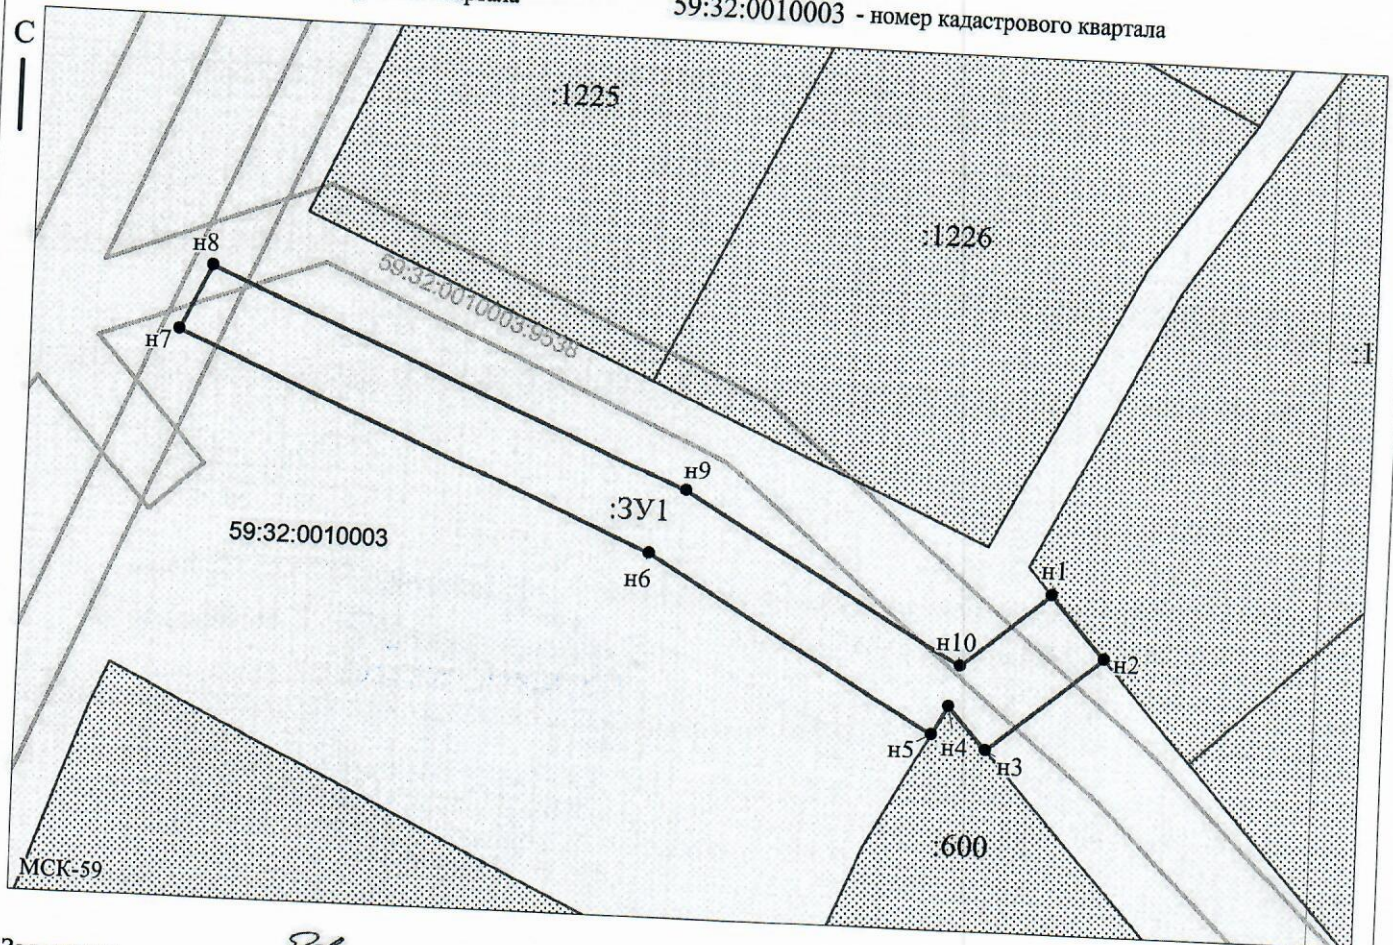 59:32:0010003 - номер кадастрового квартала
С
:1225
:1226
н8
59:32:0010003:9538
н7
:1
н9
:ЗУ1
59:32:0010003
н6
н1
н10
н2
н5
н4
н3
:600
МСК-59